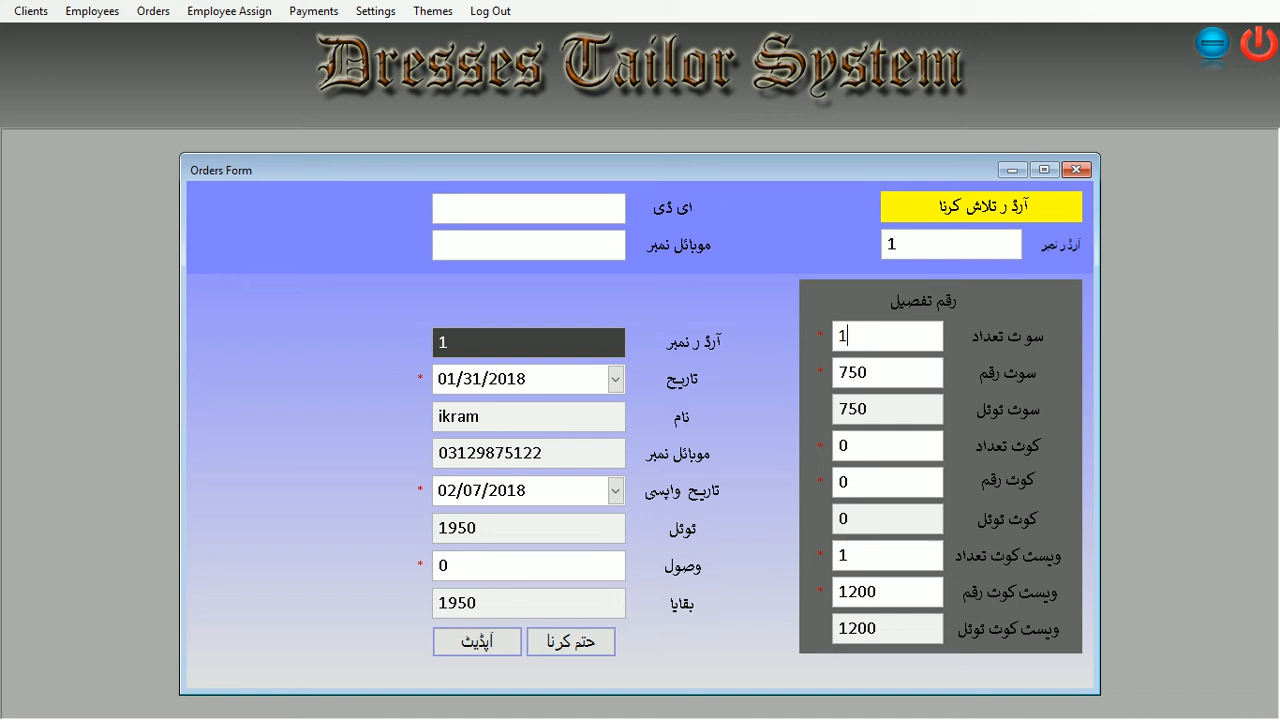 Clients Employees Orders Employee Assign Payments Settings Themes Log Out
Dresses Tailor System
Orders Form
آرڈ ر تلاش کرنا
ای ڈی
آرڈ ر نمبر 1
موبائل نمبر
رقم تفصیل
سو ٹ تعداد 1 *
آرڈ ر نمبر 1
سوٹ رقم 750
تاریح 01/31/2018 *
سوٹ ٹوٹل 750
نام ikram
کوٹ تعداد 0 *
موبائل نمبر 03129875122
کوٹ رقم 0 *
تاریح واپسی 02/07/2018 *
کوٹ ٹوٹل 0
ٹوٹل 1950
ویسٹ کوٹ تعداد 1 *
وصول 0 *
ویسٹ کوٹ رقم 1200 *
بقایا 1950
ویسٹ کوٹ ٹوٹل 1200
حتم کرنا
اَپڈیٹ